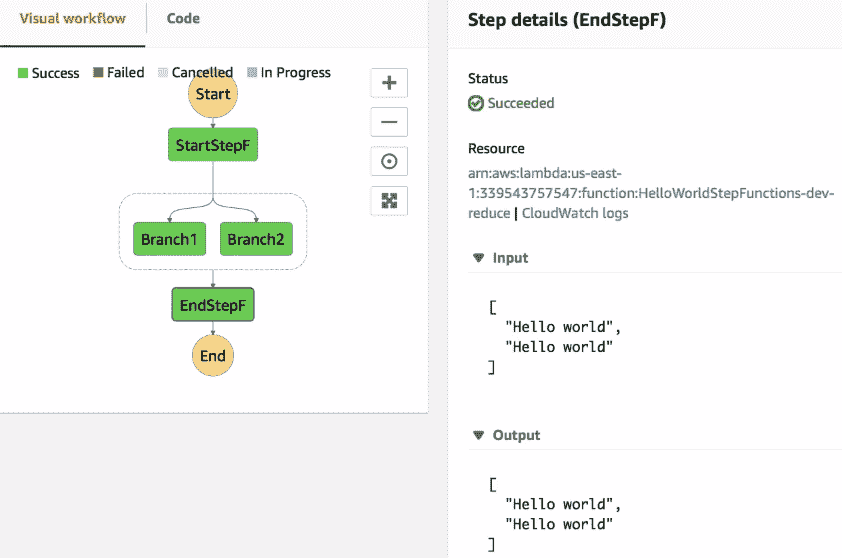 Visual workflow
Code
Success
Failed
Cancelled
In Progress
Start
StartStepF
Branch1
Branch2
EndStepF
End
Step details (EndStepF)
Status
Succeeded
Resource
arn:aws:lambda:us-east-
1:339543757547:function:HelloWorldStepFunctions-dev-
reduce | CloudWatch logs
Input
[
"Hello world",
"Hello world"
]
Output
[
"Hello world",
"Hello world"
]